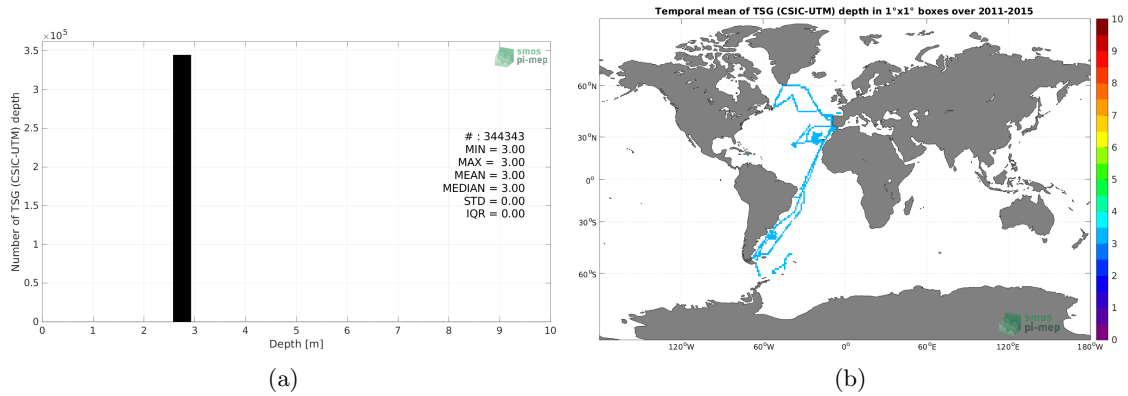 ×10⁵
3.5
3
2.5
2
1.5
1
0.5
0
Number of TSG (CSIC-UTM) depth
smos
pi-mep
# : 344343
MIN = 3.00
MAX = 3.00
MEAN = 3.00
MEDIAN = 3.00
STD = 0.00
IQR = 0.00
0 1 2 3 4 5 6 7 8 9 10
Depth [m]
(a)
Temporal mean of TSG (CSIC-UTM) depth in 1°x1° boxes over 2011-2015
60°N
30°N
0°
30°S
60°S
120°W 60°W 0° 60°E 120°E 180°W
smos
pi-mep
10
9
8
7
6
5
4
3
2
1
0
(b)